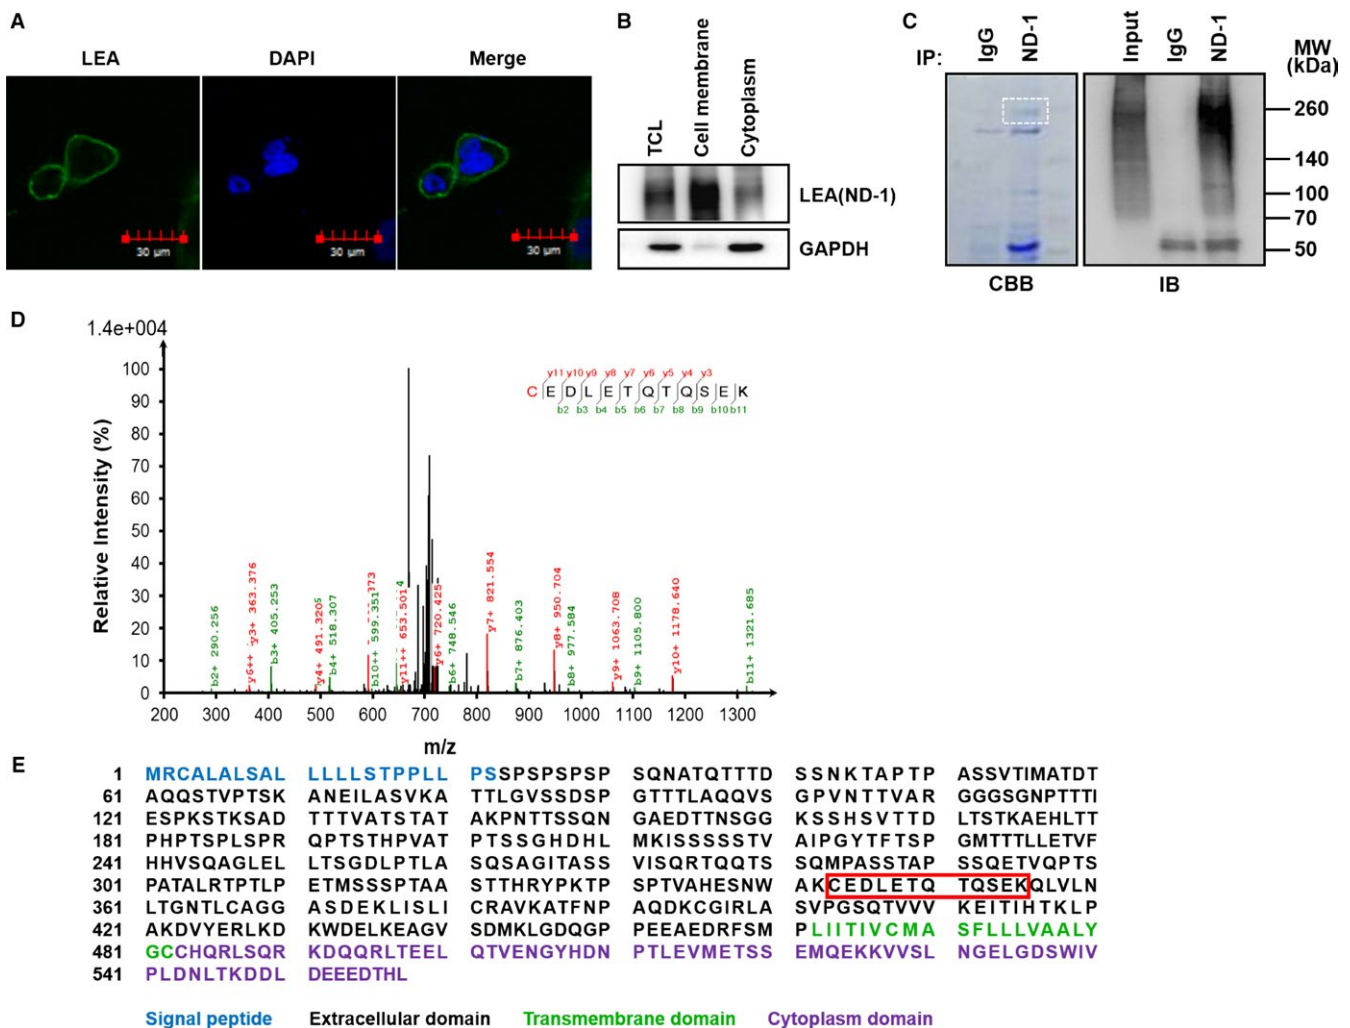 A
LEA DAPI Merge
30 μm 30 μm 30 μm
B
TCL Cell membrane Cytoplasm
LEA(ND-1)
GAPDH
C
IP: IgG ND-1 Input IgG ND-1 MW (kDa)
260
140
100
70
50
CBB IB
D
1.4e+004
Relative Intensity (%)
100
90
80
70
60
50
40
30
20
10
0
y11 y10 y9 y8 y7 y6 y5 y4 y3
C E D L E T Q T Q S E K
b2 b3 b4 b5 b6 b7 b8 b9 b10 b11
b2+ 290.256
y6++
y3+ 363.376
b3+ 405.253
y4+ 491.320
b4+ 518.307
373
b10++ 599.351
4
y11++ 653.501
y6+ 720.425
b6+ 748.546
y7+ 821.554
b7+ 876.403
y8+ 950.704
b8+ 977.584
y9+ 1063.708
b9+ 1105.800
y10+ 1178.640
b11+ 1321.685
200 300 400 500 600 700 800 900 1000 1100 1200 1300
m/z
E
1 MRCALALSAL LLLLSTPPLL PSSPSPSPSP SQNATQTTTD SSNKTAPTP ASSVTIMATDT
61 AQQSTVPTSK ANEILASVKA TTLGVSSDSP GTTTLAQQVS GPVNTTVAR GGGSGNPTTTI
121 ESPKSTKSAD TTTVATSTAT AKPNTTSSQN GAEDTTNSGG KSSHSVTTD LTSTKAEHLTT
181 PHPTSPLSPR QPTSTHPVAT PTSSGHDHL MKISSSSSTV AIPGYTFTSP GMTTTLLETVF
241 HHVSQAGLEL LTSGDLPTLA SQSAGITASS VISQRTQQTS SQMPASSTAP SSQETVQPTS
301 PATALRTPTLP ETMSSSPTAA STTHRYPKTP SPTVAHESNW AKCEDLETQ TQSEKQLVLN
361 LTGNTLCAGG ASDEKLISLI CRAVKATFNP AQDKCGIRLA SVPGSQTVVV KEITIHTKLP
421 AKDVYERLKD KWDELKEAGV SDMKLGDQGP PEEAEDRFSM PLIITIVCMA SFLLLVAALY
481 GCCHQRLSQR KDQQRLTEEL QTVENGYHDN PTLEVMETSS EMQEKKVVSL NGELGDSWIV
541 PLDNLTKDDL DEEEDTHL
Signal peptide Extracellular domain Transmembrane domain Cytoplasm domain